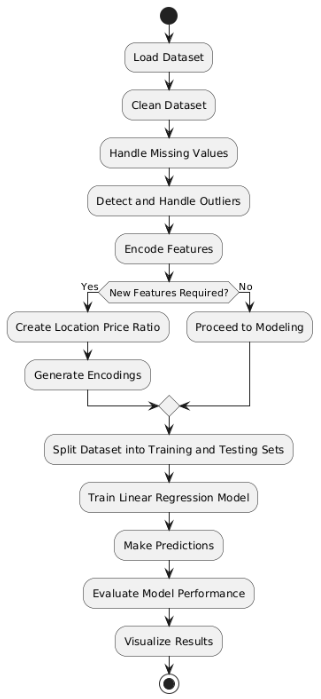 Load Dataset
Clean Dataset
Handle Missing Values
Detect and Handle Outliers
Encode Features
New Features Required?
Yes
No
Create Location Price Ratio
Proceed to Modeling
Generate Encodings
Split Dataset into Training and Testing Sets
Train Linear Regression Model
Make Predictions
Evaluate Model Performance
Visualize Results